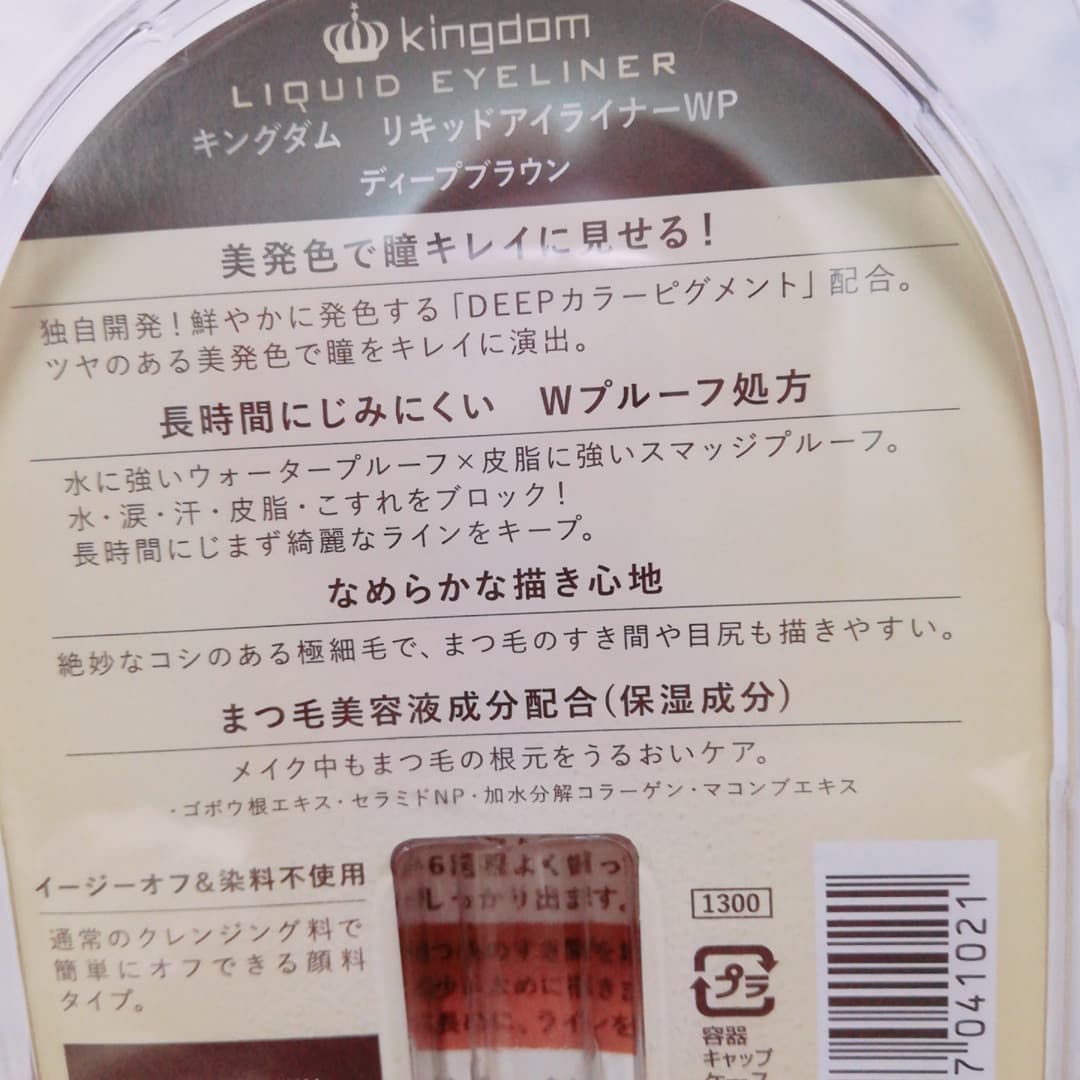 kingdom
LIQUID EYELINER
キングダム リキッドアイライナーWP
ディープブラウン
美発色で瞳キレイに見せる!
独自開発!鮮やかに発色する「DEEPカラーピグメント」配合。
ツヤのある美発色で瞳をキレイに演出。
長時間にじみにくい Wプルーフ処方
水に強いウォータープルーフ×皮脂に強いスマッジプルーフ。
水・涙・汗・皮脂・こすれをブロック!
長時間にじまず綺麗なラインをキープ。
なめらかな描き心地
絶妙なコシのある極細毛で、まつ毛のすき間や目尻も描きやすい。
まつ毛美容液成分配合(保湿成分)
メイク中もまつ毛の根元をうるおいケア。
・ゴボウ根エキス・セラミドNP・加水分解コラーゲン・マコンブエキス
イージーオフ&染料不使用
通常のクレンジング料で
簡単にオフできる顔料
タイプ。
しっかり出ます。
1300
プラ
容器
キャップ
ケース
7041021